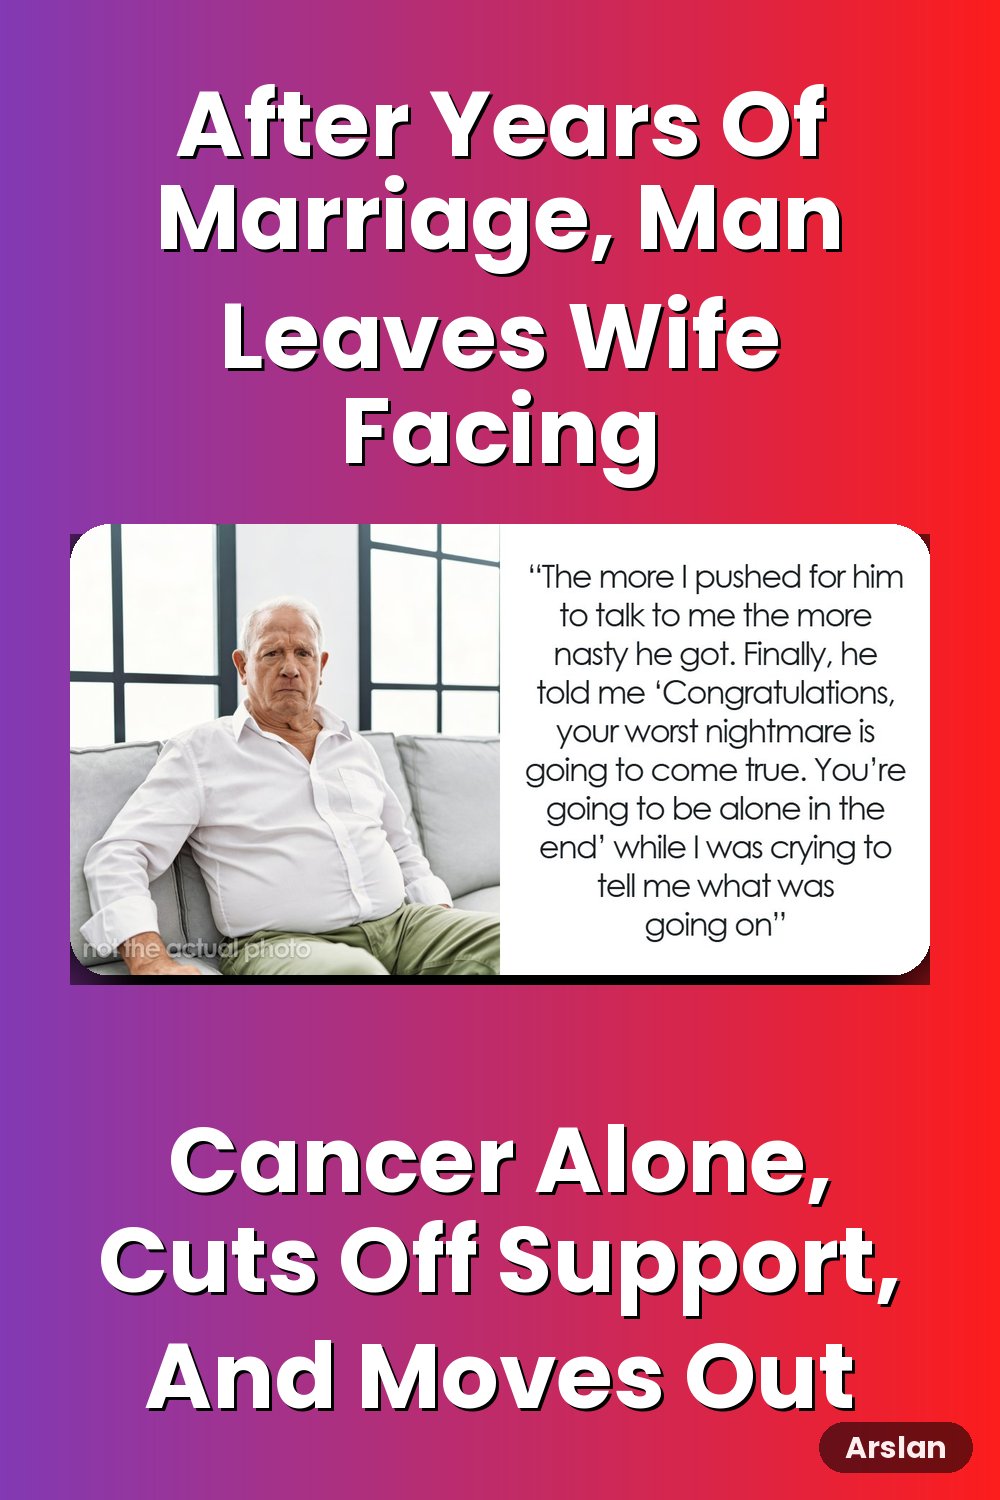 After Years Of
Marriage, Man
Leaves Wife
Facing
“The more I pushed for him
to talk to me the more
nasty he got. Finally, he
told me ‘Congratulations,
your worst nightmare is
going to come true. You’re
going to be alone in the
end’ while I was crying to
tell me what was
going on”
not the actual photo
Cancer Alone,
Cuts Off Support,
And Moves Out
Arslan